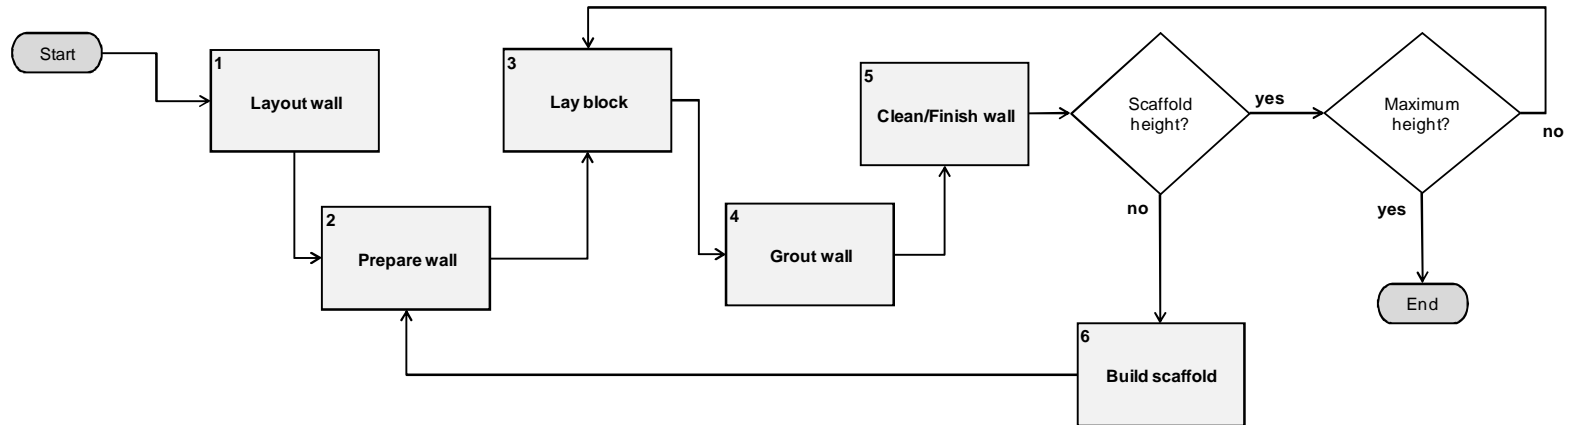 Start
1
Layout wall
2
Prepare wall
3
Lay block
4
Grout wall
5
Clean/Finish wall
Scaffold
height?
yes
no
Maximum
height?
no
yes
End
6
Build scaffold